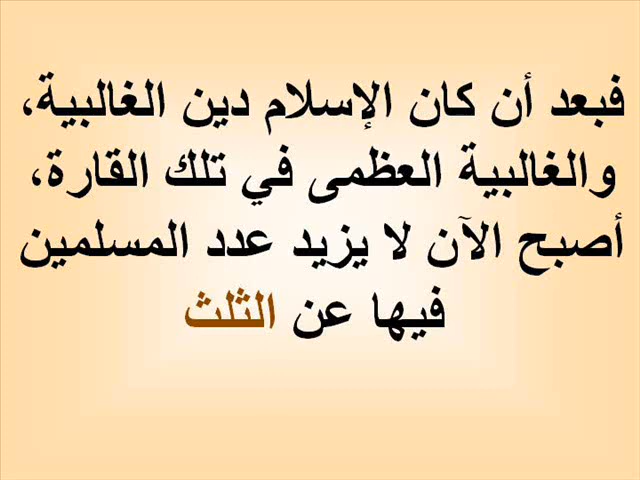 فبعد أن كان الإسلام دين الغالبية،
والغالبية العظمى في تلك القارة،
أصبح الآن لا يزيد عدد المسلمين
فيها عن الثلث